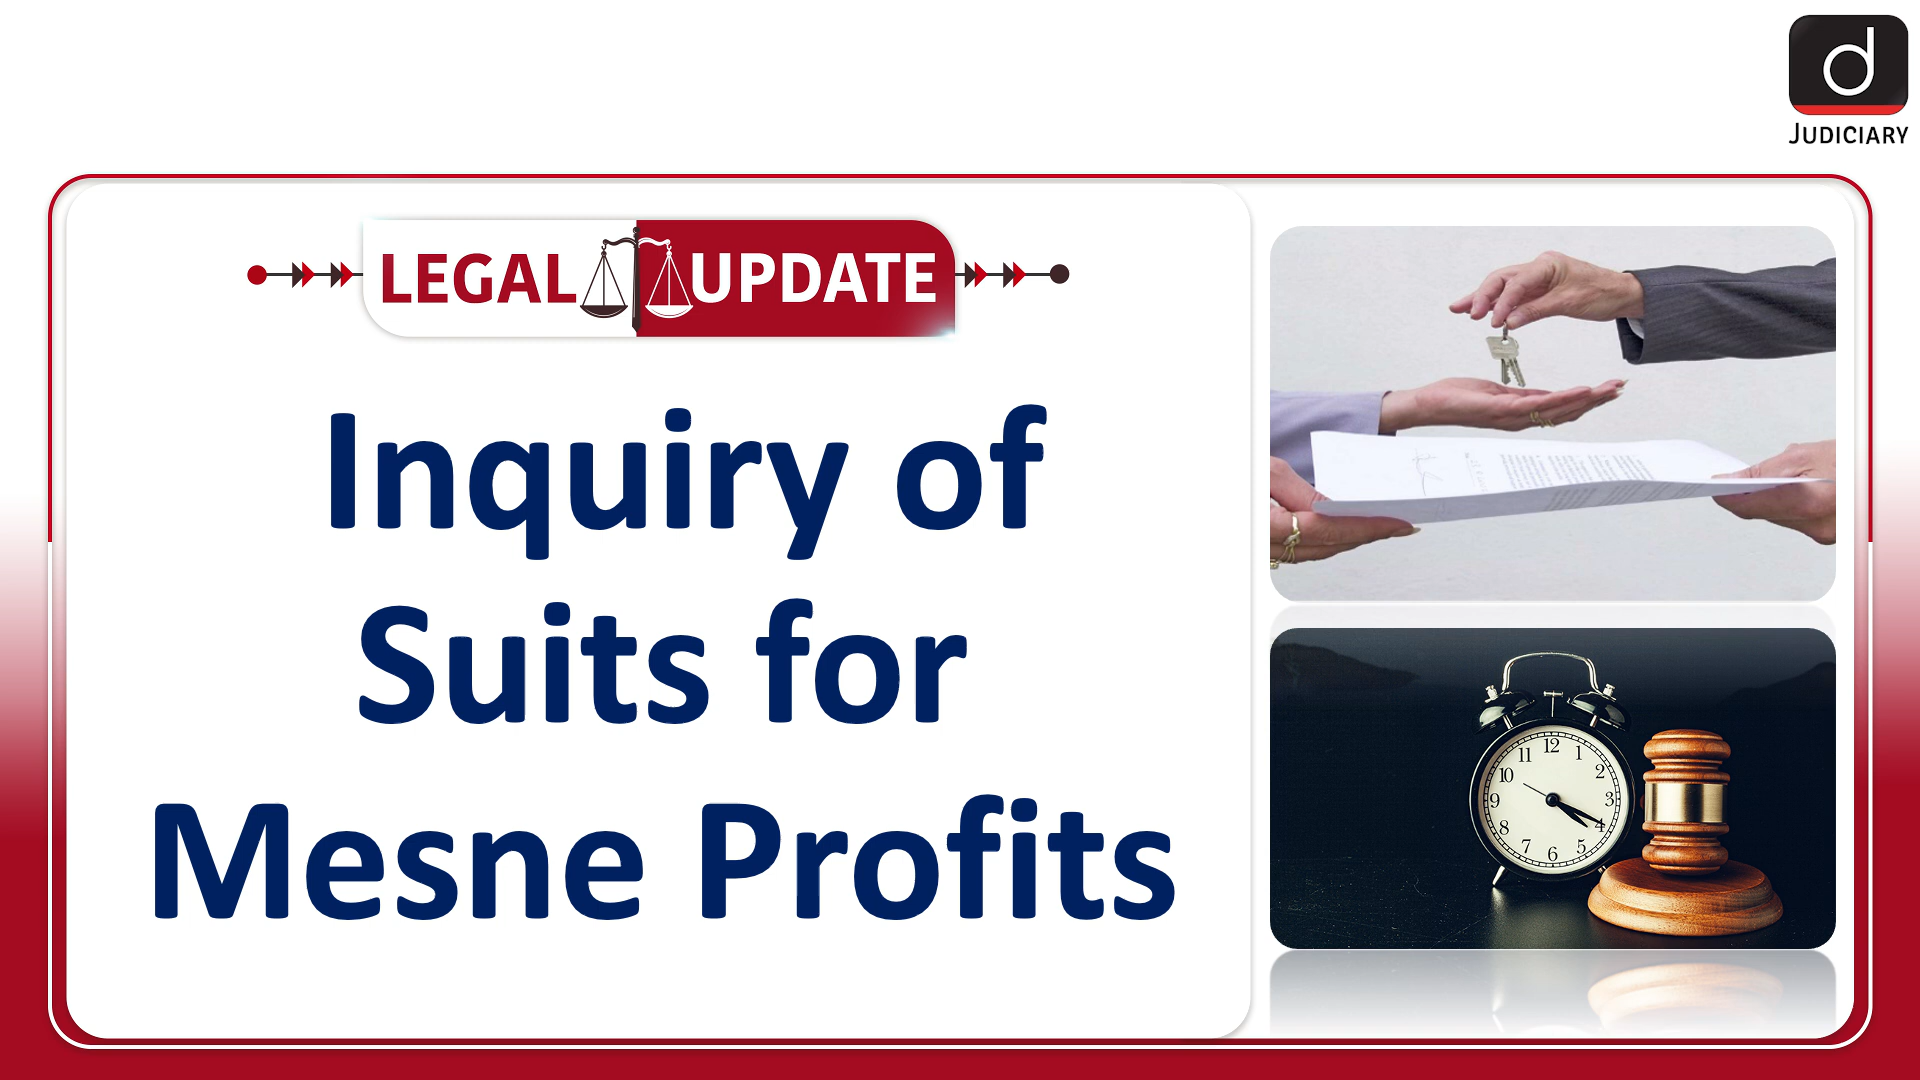 d
JUDICIARY
LEGAL UPDATE
Inquiry of
Suits for
Mesne Profits
12
1
2
3
4
5
6
7
8
9
10
11